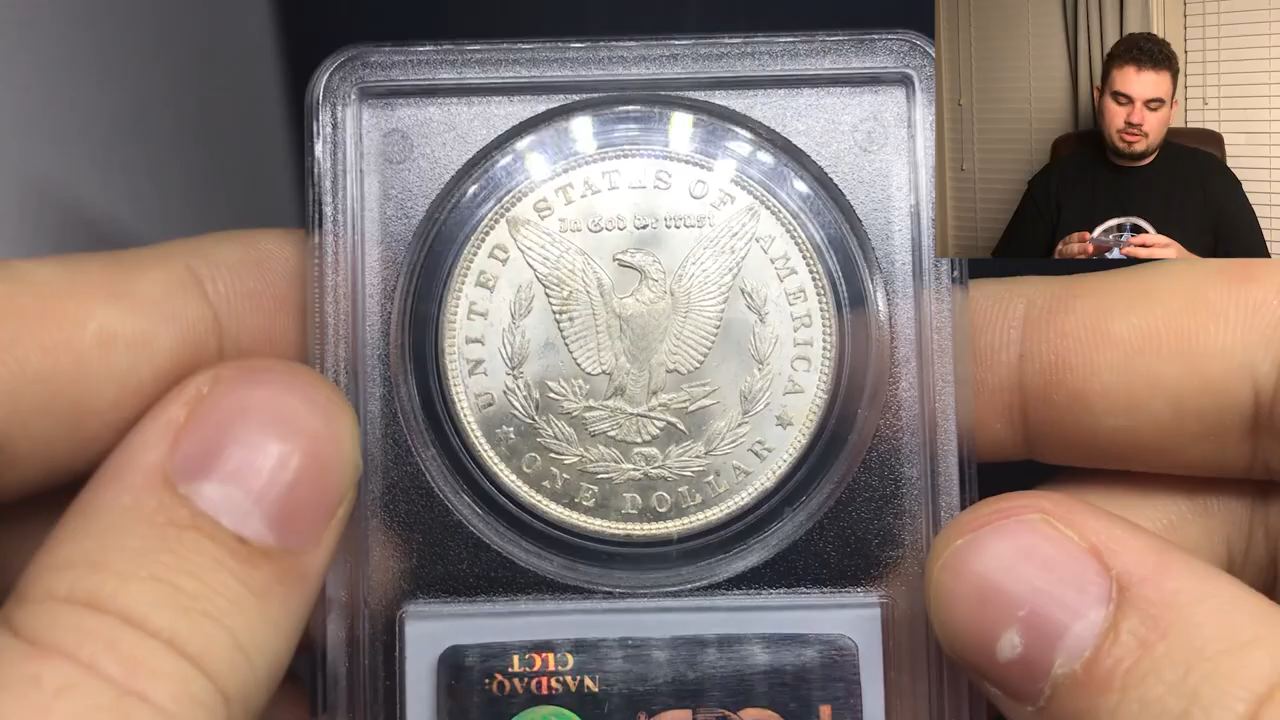 UNITED STATES OF AMERICA
In God We trust
ONE DOLLAR
NASDAQ:
CLCT